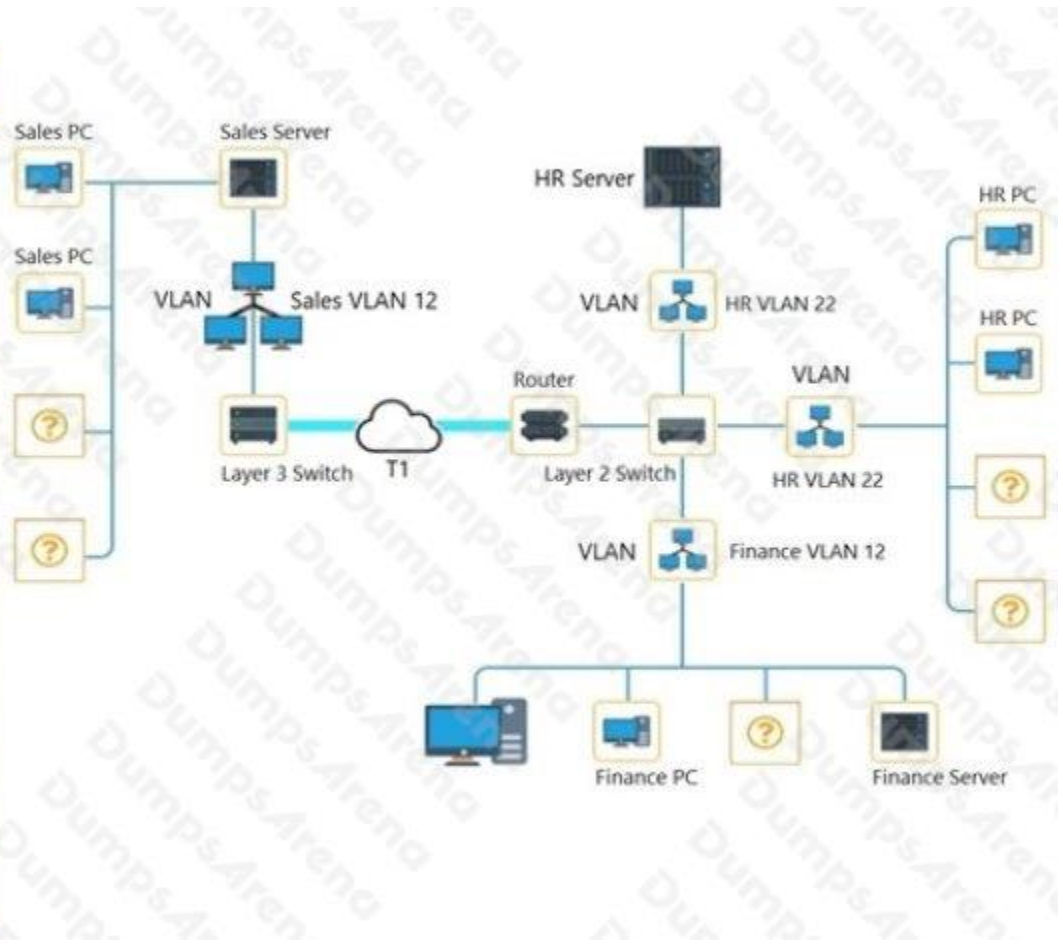 Sales PC
Sales Server
HR Server
HR PC
Sales PC
VLAN
Sales VLAN 12
VLAN
HR VLAN 22
HR PC
Router
VLAN
?
Layer 3 Switch
T1
Layer 2 Switch
HR VLAN 22
?
?
VLAN
Finance VLAN 12
?
?
Finance PC
Finance Server
DumpsArena